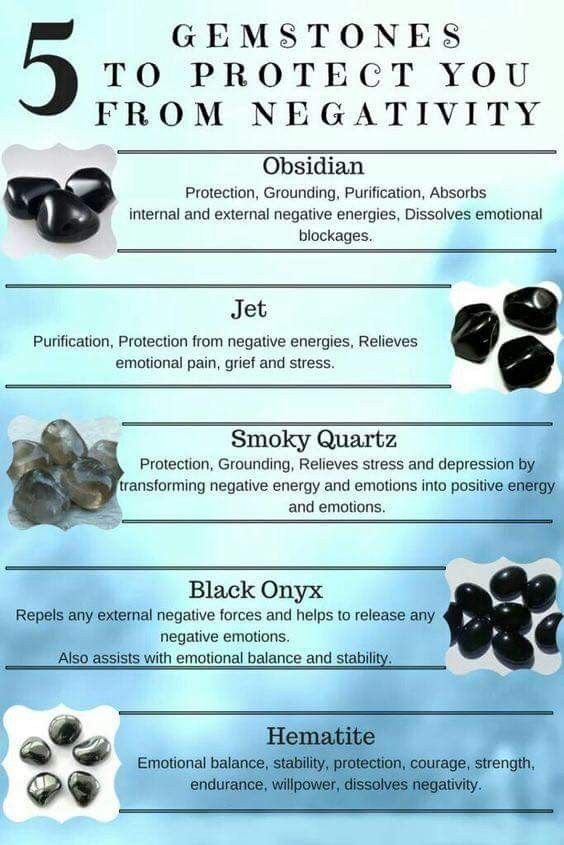 5
GEMSTONES
TO PROTECT YOU
FROM NEGATIVITY
Obsidian
Protection, Grounding, Purification, Absorbs
internal and external negative energies, Dissolves emotional
blockages.
Jet
Purification, Protection from negative energies, Relieves
emotional pain, grief and stress.
Smoky Quartz
Protection, Grounding, Relieves stress and depression by
transforming negative energy and emotions into positive energy
and emotions.
Black Onyx
Repels any external negative forces and helps to release any
negative emotions.
Also assists with emotional balance and stability.
Hematite
Emotional balance, stability, protection, courage, strength,
endurance, willpower, dissolves negativity.